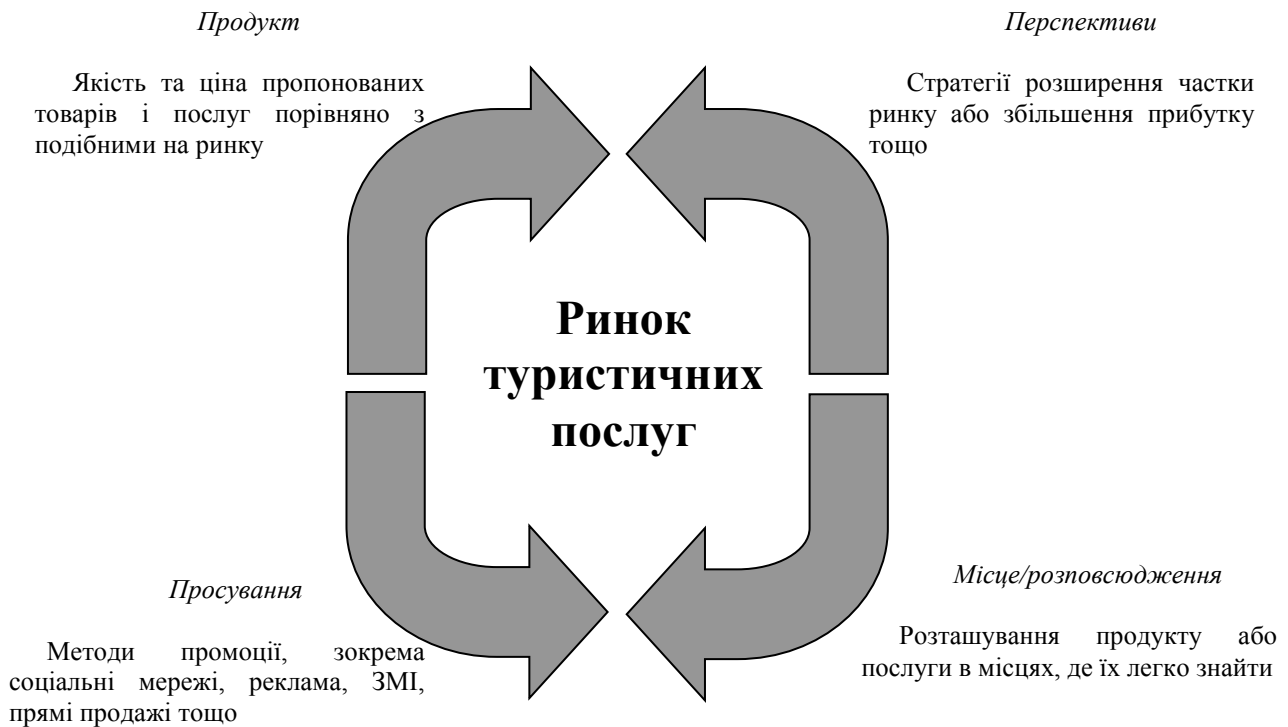 Продукт
Якість та ціна пропонованих
товарів і послуг порівняно з
подібними на ринку
Перспективи
Стратегії розширення частки
ринку або збільшення прибутку
тощо
Ринок
туристичних
послуг
Просування
Методи промоції, зокрема
соціальні мережі, реклама, ЗМІ,
прямі продажі тощо
Місце/розповсюдження
Розташування продукту або
послуги в місцях, де їх легко знайти